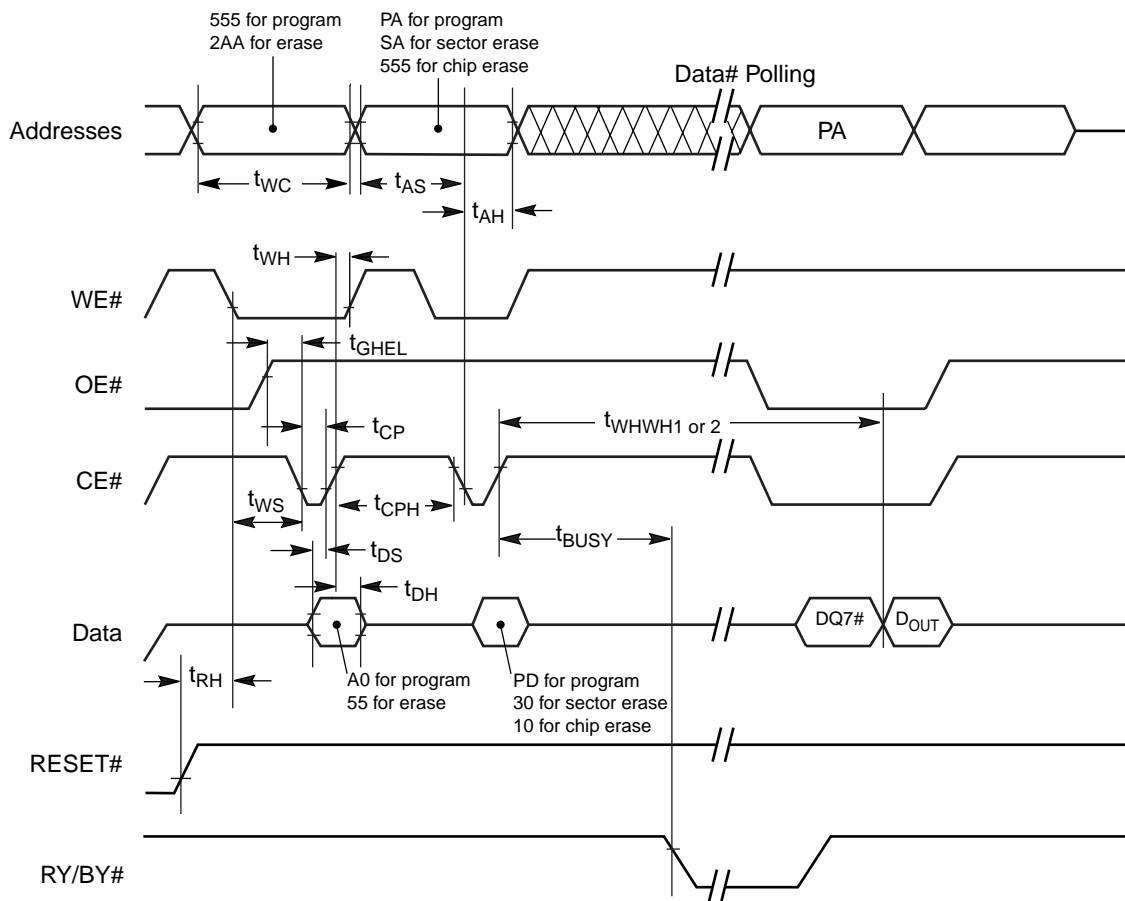 555 for program
2AA for erase
PA for program
SA for sector erase
555 for chip erase
Data# Polling
Addresses
PA
tWC
tAS
tAH
tWH
WE#
tGHEL
OE#
tWHWH1 or 2
tCP
CE#
tWS
tCPH
tBUSY
tDS
tDH
Data
DQ7#
DOUT
tRH
A0 for program
55 for erase
PD for program
30 for sector erase
10 for chip erase
RESET#
RY/BY#